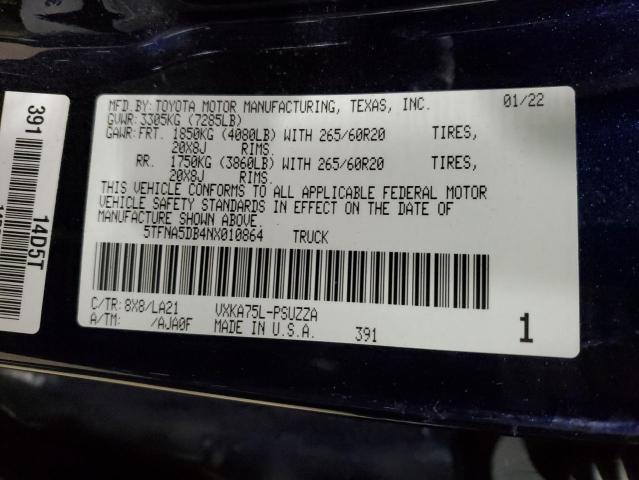 MFD. BY: TOYOTA MOTOR MANUFACTURING, TEXAS, INC. 01/22
GVWR: 3305KG (7285LB)
GAWR: FRT. 1850KG (4080LB) WITH 265/60R20 TIRES,
20X8J RIMS.
RR. 1750KG (3860LB) WITH 265/60R20 TIRES,
20X8J RIMS.
THIS VEHICLE CONFORMS TO ALL APPLICABLE FEDERAL MOTOR
VEHICLE SAFETY STANDARDS IN EFFECT ON THE DATE OF
MANUFACTURE SHOWN ABOVE.
5TFNA5DB4NX010864 TRUCK
C/TR: 8X8/LA21 VXKA75L-PSUZZA
A/TM: /AJA0F MADE IN U.S.A. 391
1
391
14D5T